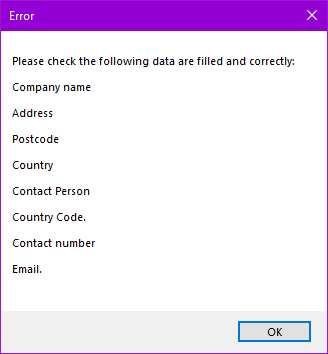 Error
Please check the following data are filled and correctly:
Company name
Address
Postcode
Country
Contact Person
Country Code.
Contact number
Email.
OK